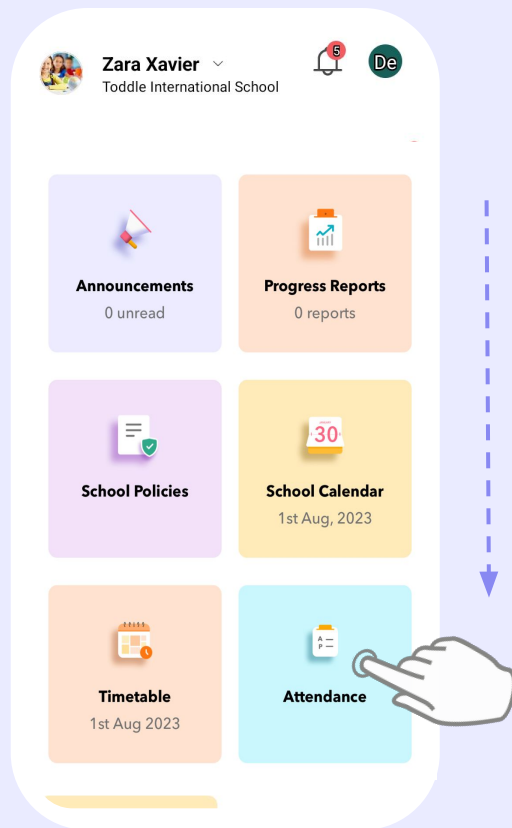 Zara Xavier
Toddle International School
5
De
Announcements
0 unread
Progress Reports
0 reports
School Policies
30
School Calendar
1st Aug, 2023
Timetable
1st Aug 2023
A
P
Attendance